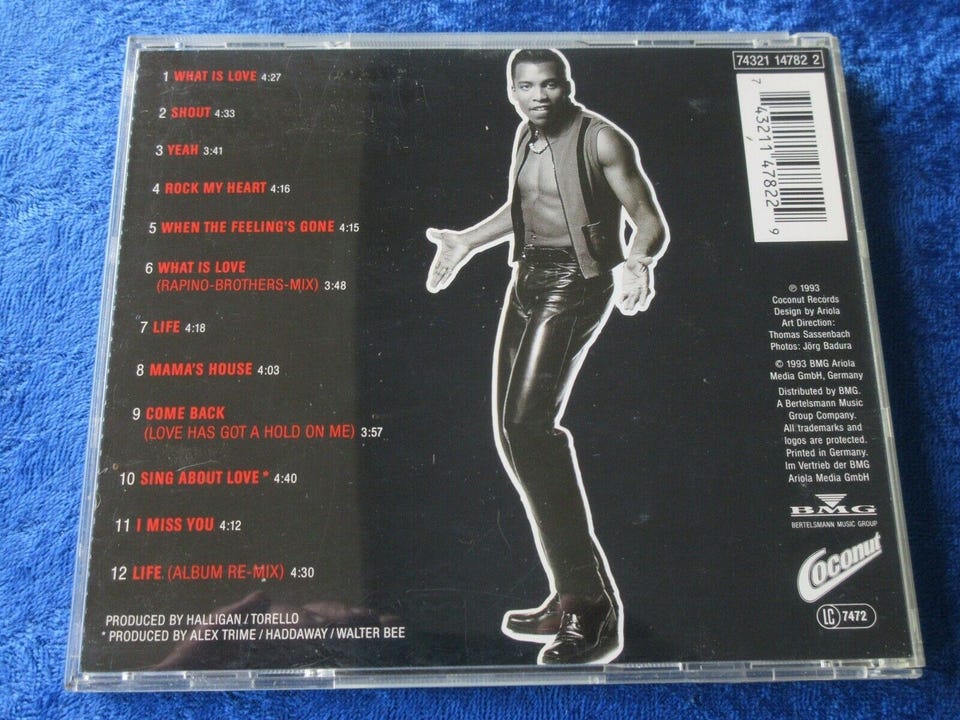 1 WHAT IS LOVE 4:27
2 SHOUT 4:33
3 YEAH 3:41
4 ROCK MY HEART 4:16
5 WHEN THE FEELING'S GONE 4:15
6 WHAT IS LOVE
(RAPINO-BROTHERS-MIX) 3:48
7 LIFE 4:18
8 MAMA'S HOUSE 4:03
9 COME BACK
(LOVE HAS GOT A HOLD ON ME) 3:57
10 SING ABOUT LOVE * 4:40
11 I MISS YOU 4:12
12 LIFE (ALBUM RE-MIX) 4:30
PRODUCED BY HALLIGAN / TORELLO
* PRODUCED BY ALEX TRIME / HADDAWAY / WALTER BEE
74321 14782 2
7 43211 47822 9
℗ 1993
Coconut Records
Design by Ariola
Art Direction:
Thomas Sassenbach
Photos: Jörg Badura
© 1993 BMG Ariola
Media GmbH, Germany
Distributed by BMG.
A Bertelsmann Music
Group Company.
All trademarks and
logos are protected.
Printed in Germany.
Im Vertrieb der BMG
Ariola Media GmbH
BMG
BERTELSMANN MUSIC GROUP
Coconut
LC 7472